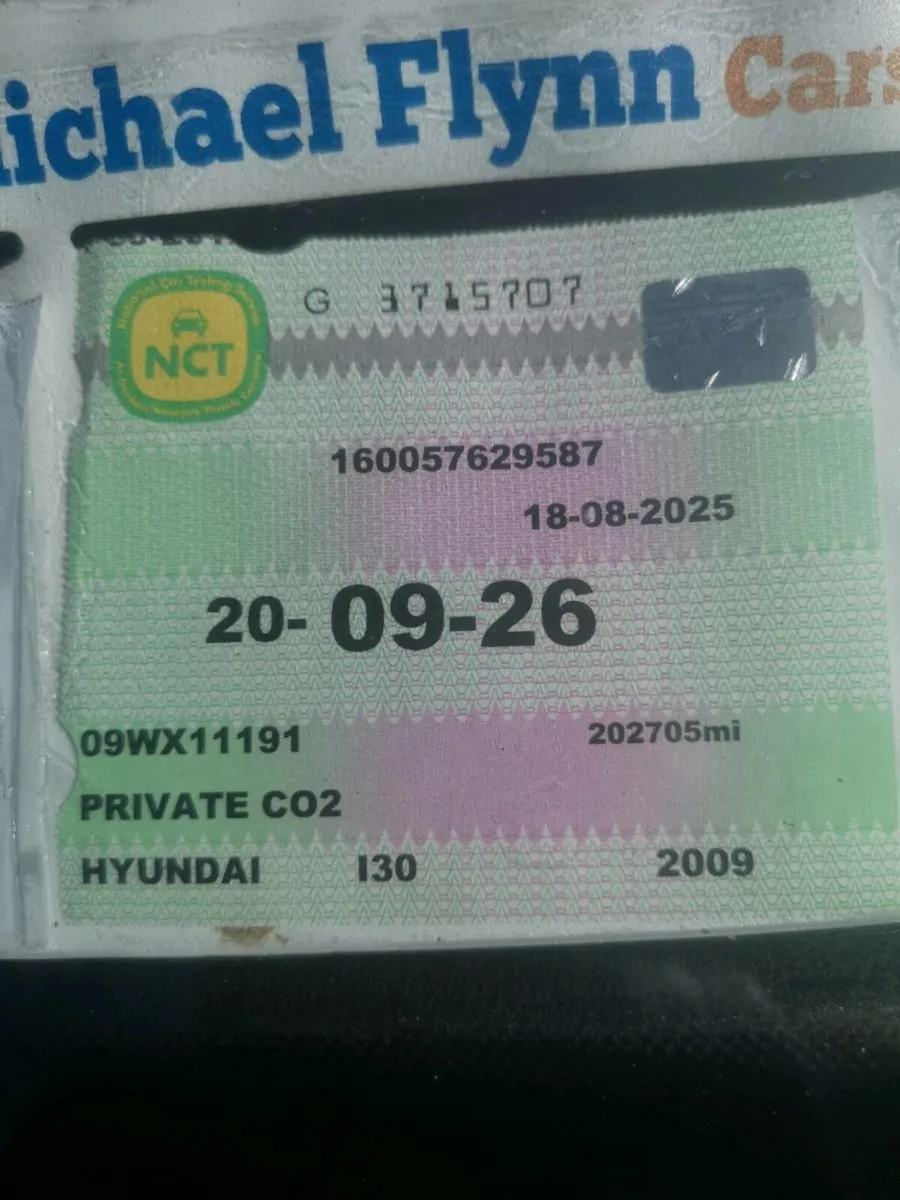 ichael Flynn Cars
NCT
G 3715707
160057629587
18-08-2025
20-09-26
09WX11191 202705mi
PRIVATE CO2
HYUNDAI I30 2009